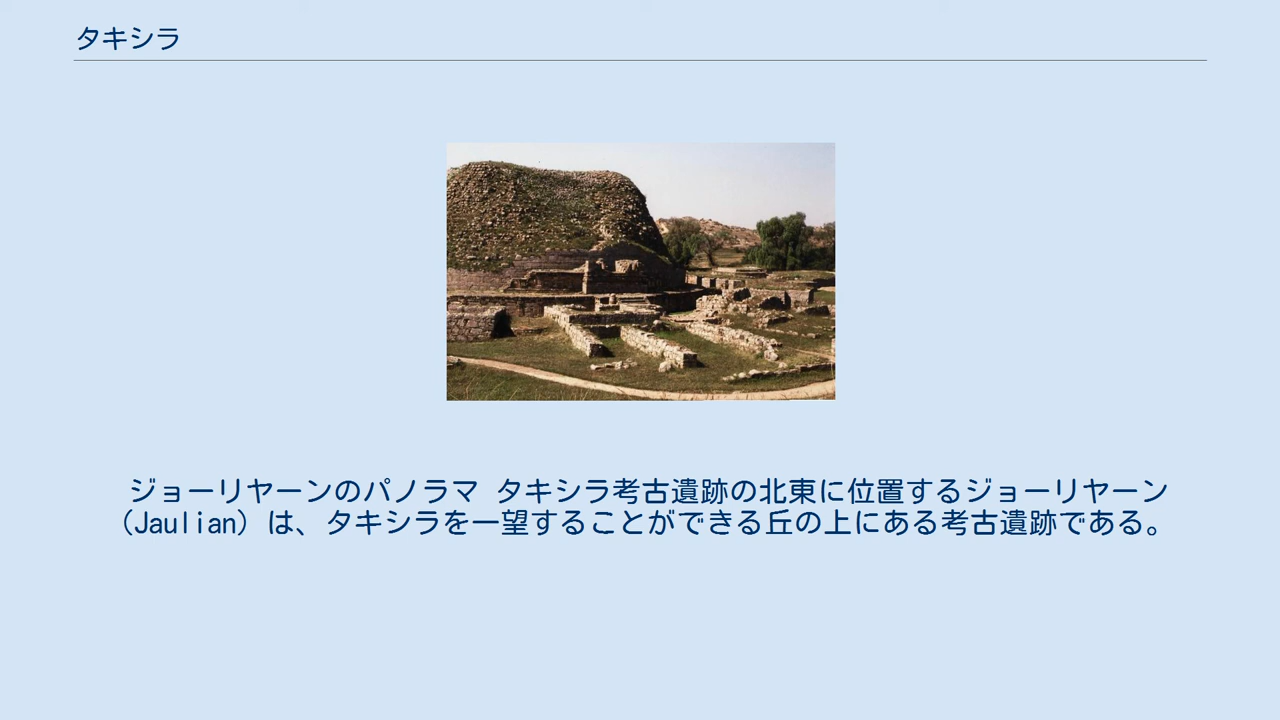 タキシラ
ジョーリヤーンのパノラマ タキシラ考古遺跡の北東に位置するジョーリヤーン
（Jaulian）は、タキシラを一望することができる丘の上にある考古遺跡である。